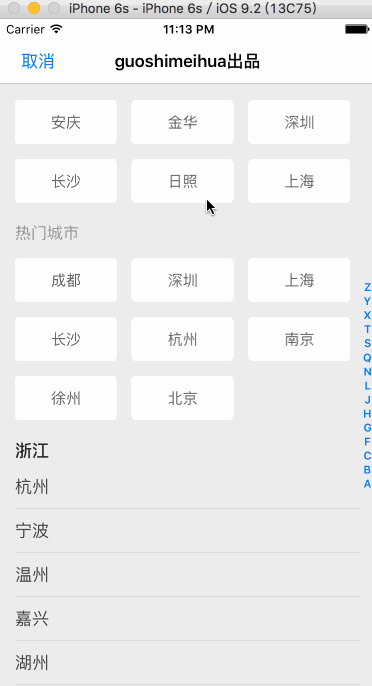 iPhone 6s - iPhone 6s / iOS 9.2 (13C75)
Carrier 11:13 PM
取消 guoshimeihua出品
安庆 金华 深圳
长沙 日照 上海
热门城市
成都 深圳 上海
长沙 杭州 南京
徐州 北京
浙江
杭州
宁波
温州
嘉兴
湖州
Z
Y
X
T
S
Q
N
L
J
H
G
F
C
B
A